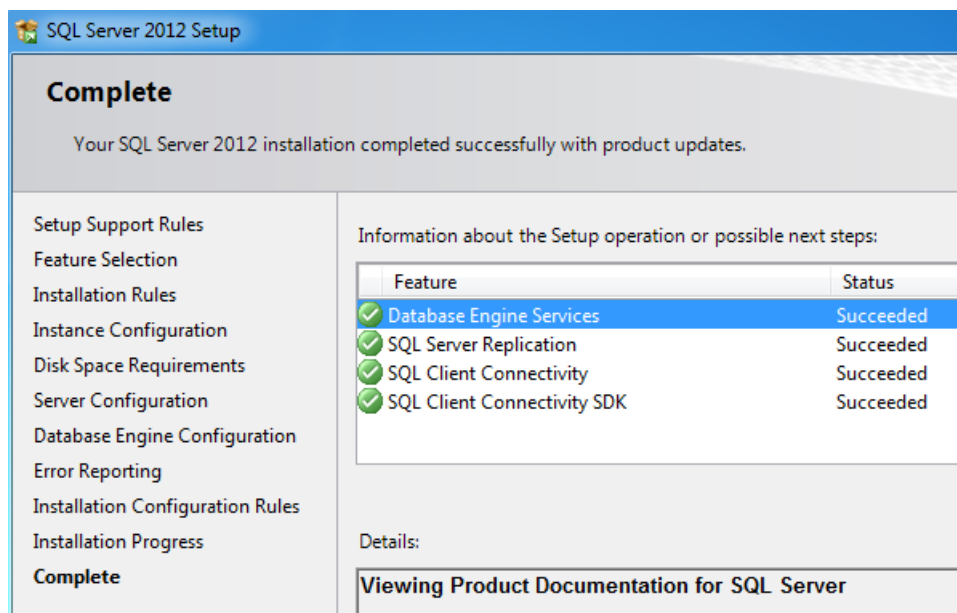 SQL Server 2012 Setup
Complete
Your SQL Server 2012 installation completed successfully with product updates.
Setup Support Rules
Feature Selection
Installation Rules
Instance Configuration
Disk Space Requirements
Server Configuration
Database Engine Configuration
Error Reporting
Installation Configuration Rules
Installation Progress
Complete
Information about the Setup operation or possible next steps:
Feature Status
Database Engine Services Succeeded
SQL Server Replication Succeeded
SQL Client Connectivity Succeeded
SQL Client Connectivity SDK Succeeded
Details:
Viewing Product Documentation for SQL Server